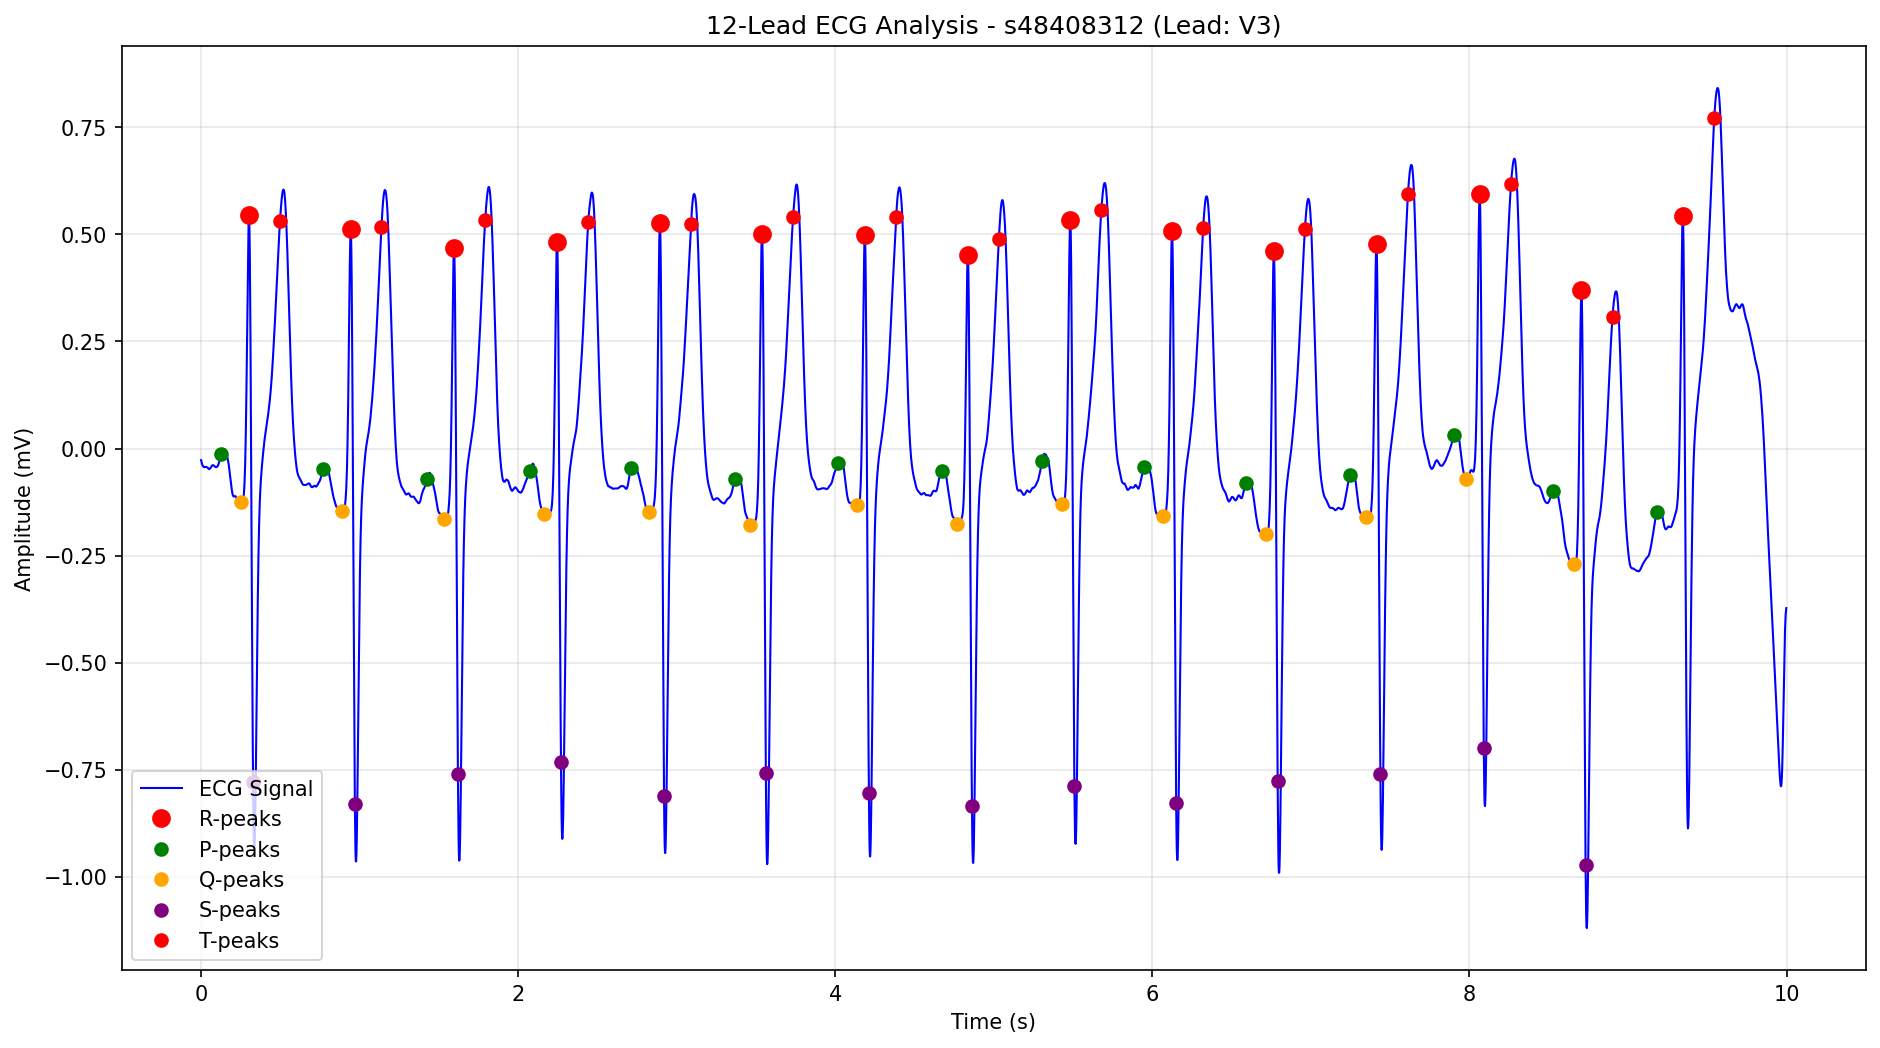 12-Lead ECG Analysis - s48408312 (Lead: V3)
Amplitude (mV)
0.75
0.50
0.25
0.00
−0.25
−0.50
−0.75
−1.00
ECG Signal
R-peaks
P-peaks
Q-peaks
S-peaks
T-peaks
0 2 4 6 8 10
Time (s)